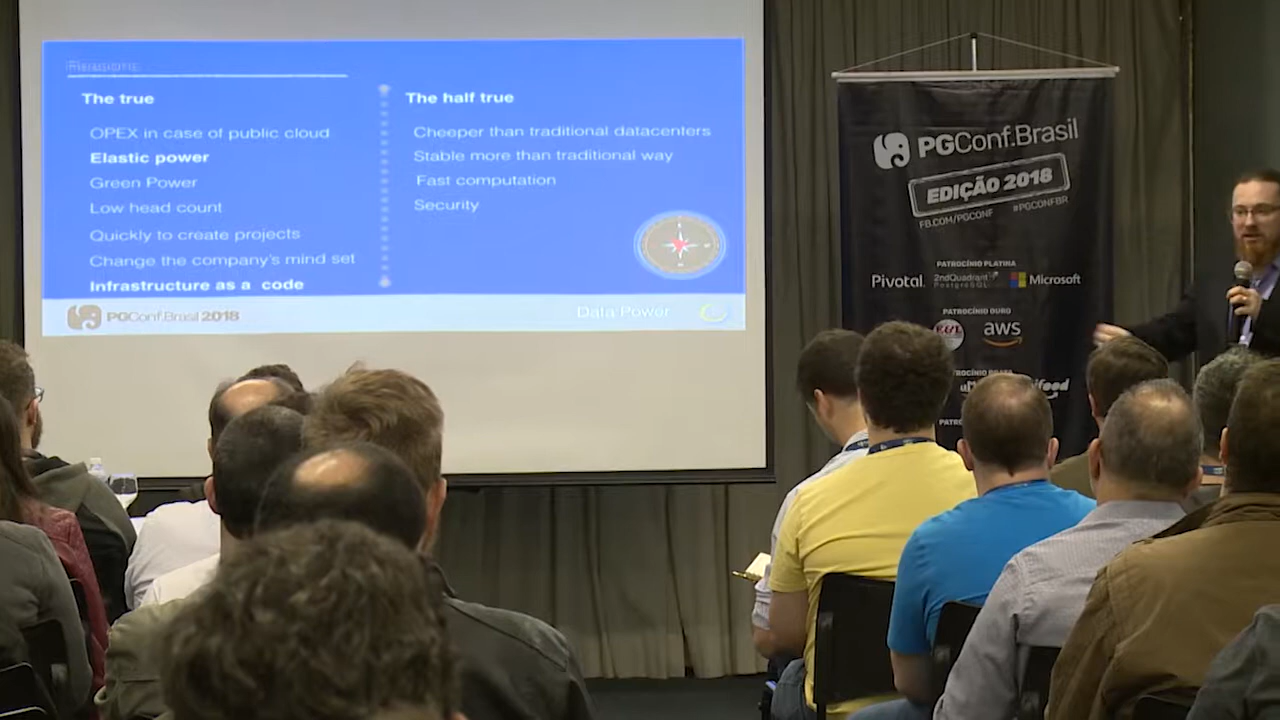 Reasons
The true
OPEX in case of public cloud
Elastic power
Green Power
Low head count
Quickly to create projects
Change the company's mind set
Infrastructure as a code
The half true
Cheeper than traditional datacenters
Stable more than traditional way
Fast computation
Security
PGConf.Brasil 2018
Data Power
PGConf.Brasil
EDIÇÃO 2018
FB.COM/PGCONF #PGCONFBR
PATROCÍNIO PLATINA
Pivotal. 2ndQuadrant PostgreSQL Microsoft
PATROCÍNIO OURO
aws